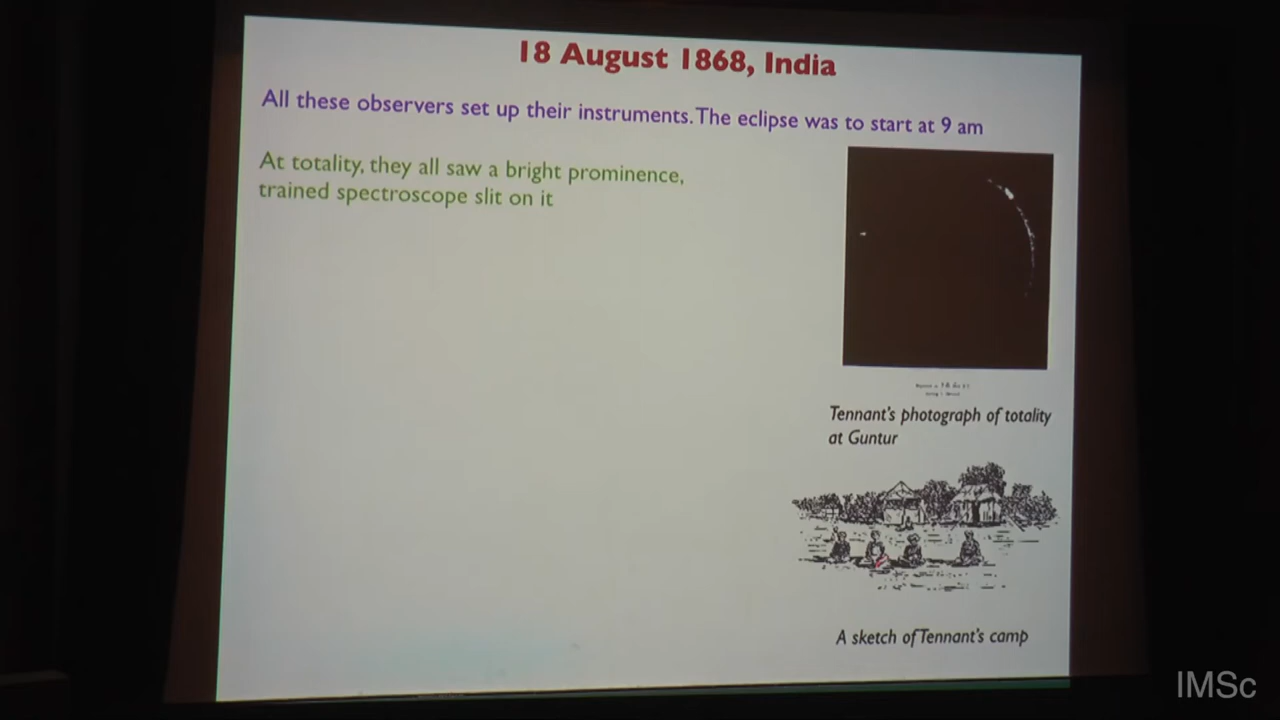 18 August 1868, India
All these observers set up their instruments. The eclipse was to start at 9 am
At totality, they all saw a bright prominence,
trained spectroscope slit on it
Tennant's photograph of totality
at Guntur
A sketch of Tennant's camp
IMSc